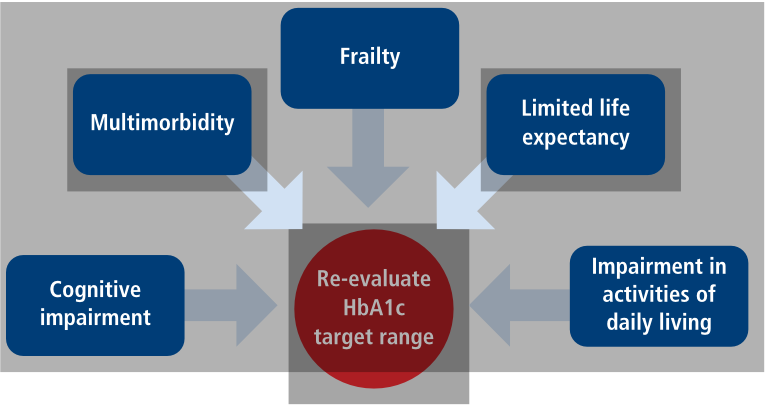 Frailty
Multimorbidity
Limited life
expectancy
Cognitive
impairment
Re-evaluate
HbA1c
target range
Impairment in
activities of
daily living